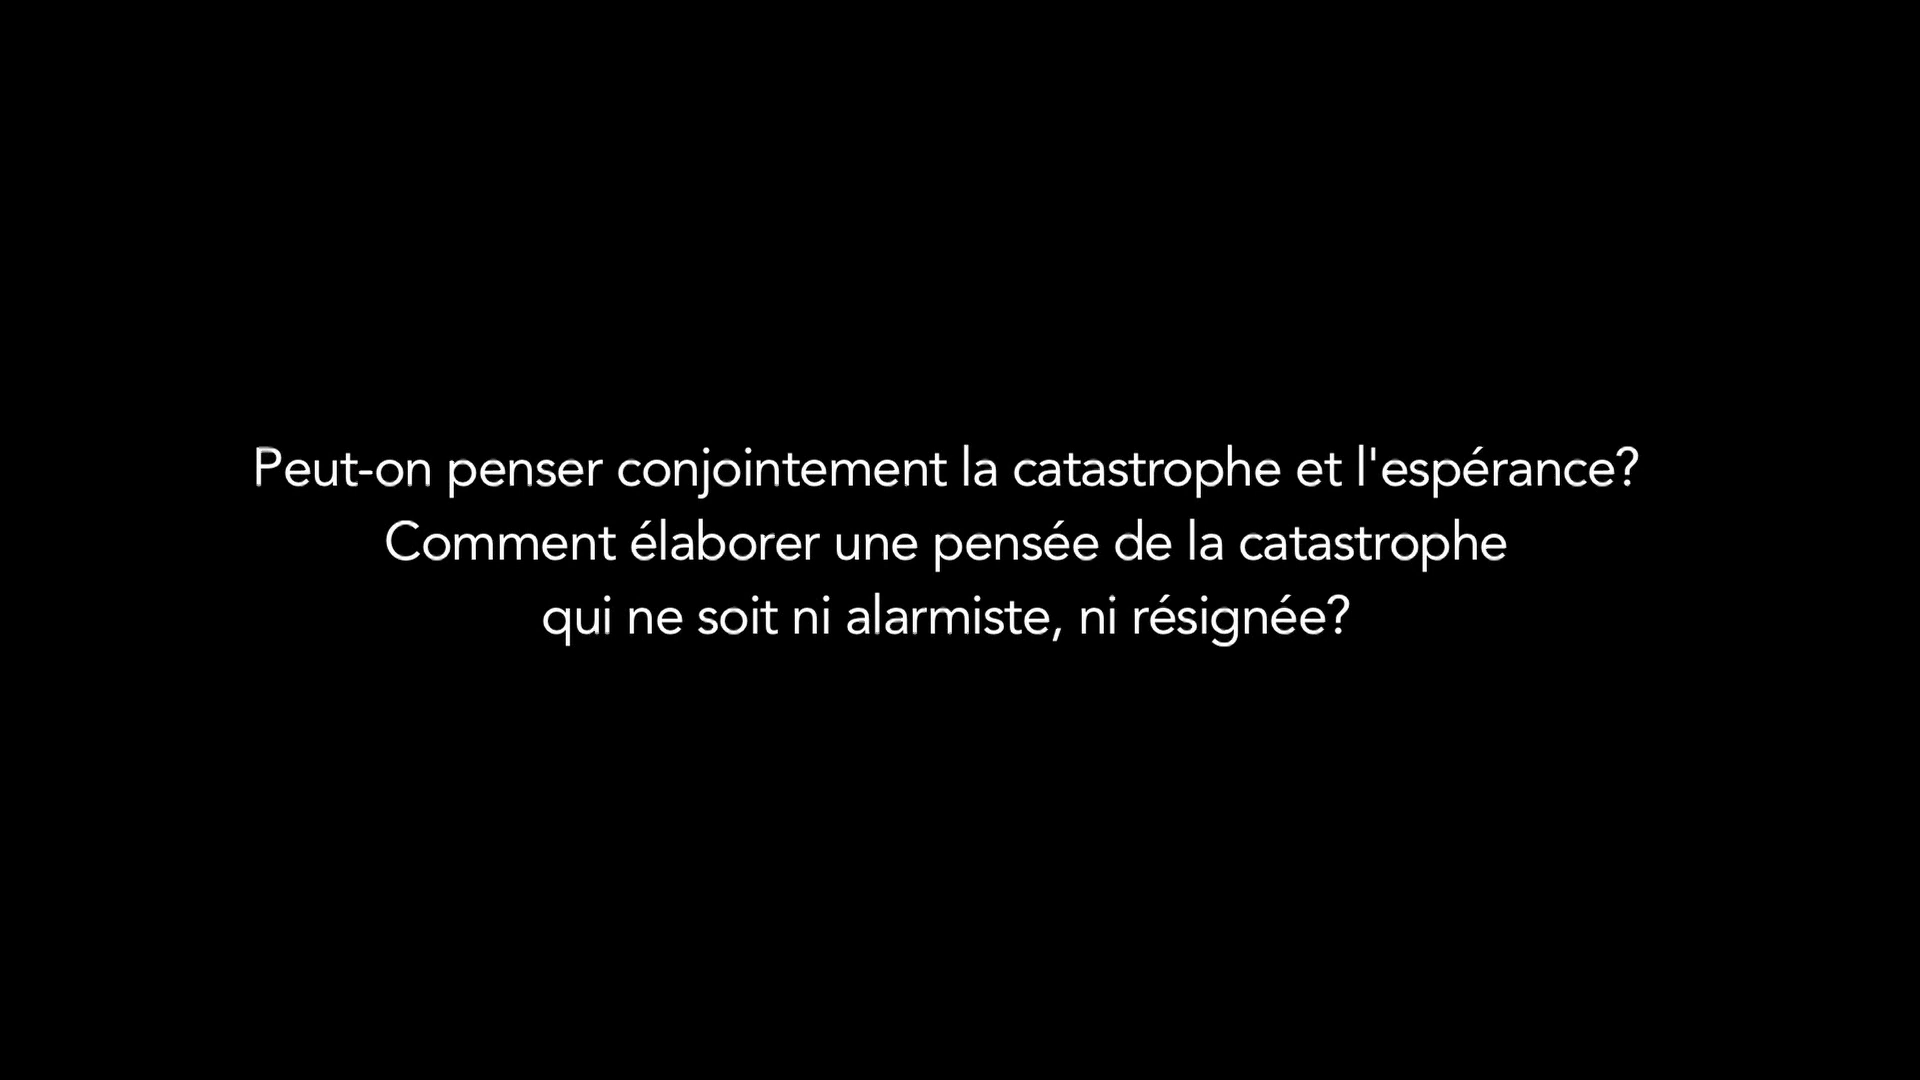 Peut-on penser conjointement la catastrophe et l'espérance?
Comment élaborer une pensée de la catastrophe
qui ne soit ni alarmiste, ni résignée?